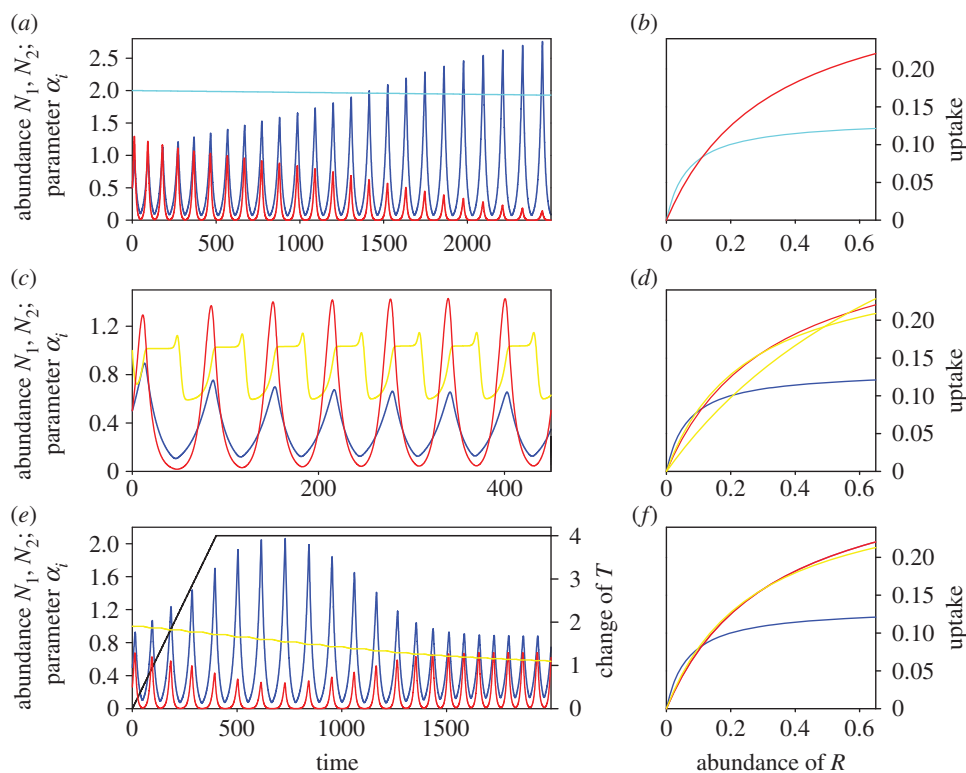 (a)
(b)
abundance N1, N2;
parameter αi
2.5
2.0
1.5
1.0
0.5
0
0 500 1000 1500 2000
0.20
0.15
0.10
0.05
0
uptake
0 0.2 0.4 0.6
(c)
(d)
abundance N1, N2;
parameter αi
1.2
0.8
0.4
0
0 200 400
0.20
0.15
0.10
0.05
0
uptake
0 0.2 0.4 0.6
(e)
(f)
abundance N1, N2;
parameter αi
2.0
1.6
1.2
0.8
0.4
0
0 500 1000 1500
time
4
3
2
1
0
change of T
0.20
0.15
0.10
0.05
0
uptake
0 0.2 0.4 0.6
abundance of R